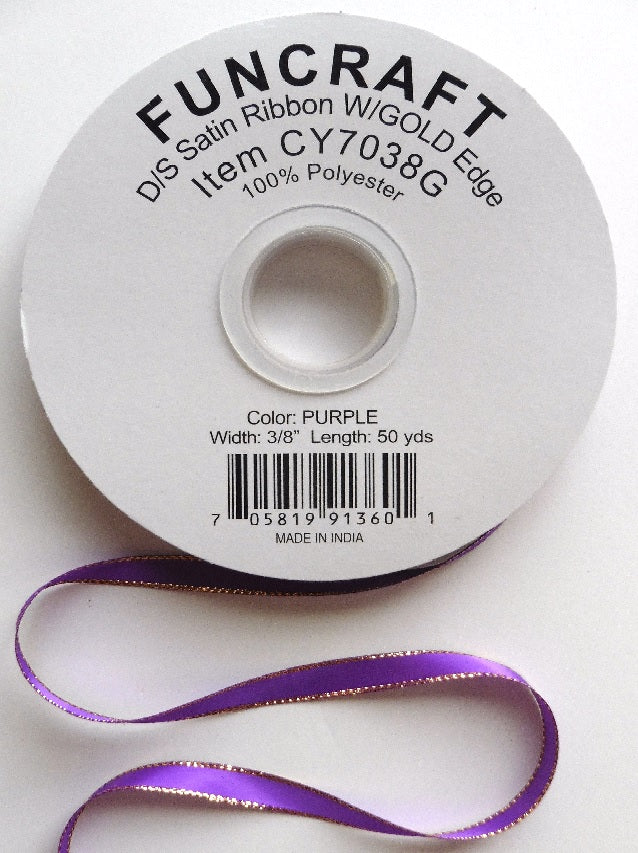 FUNCRAFT
D/S Satin Ribbon W/GOLD Edge
Item CY7038G
100% Polyester
Color: PURPLE
Width: 3/8” Length: 50 yds
7 05819 91360 1
MADE IN INDIA